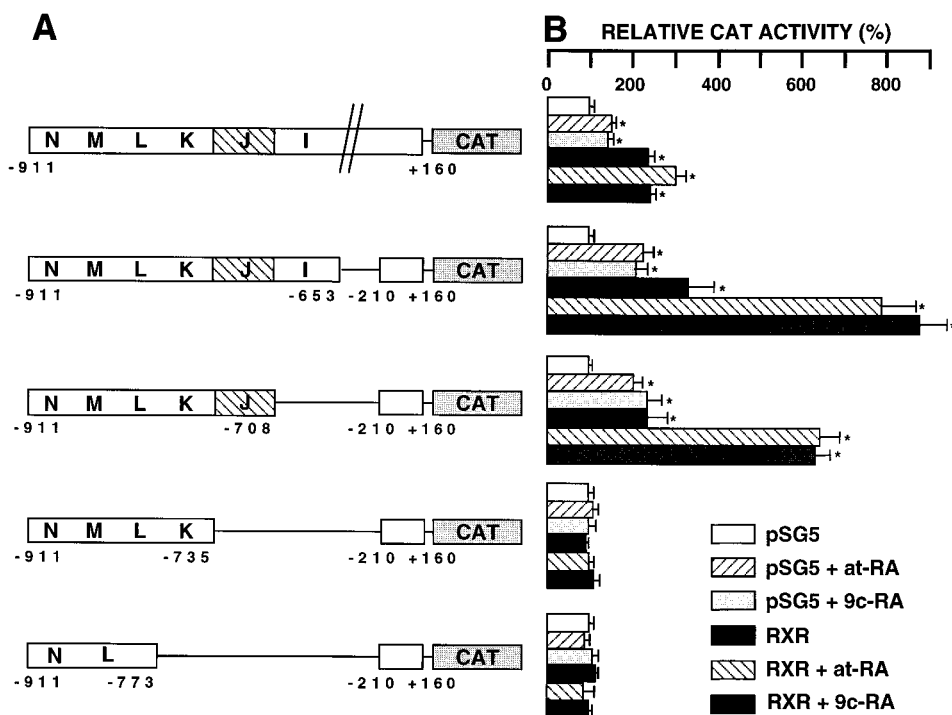 A
B
RELATIVE CAT ACTIVITY (%)
0 200 400 600 800
N M L K J I CAT
-911 +160
* * * * *
N M L K J I CAT
-911 -653 -210 +160
* * * * *
N M L K J CAT
-911 -708 -210 +160
* * * * *
N M L K CAT
-911 -735 -210 +160
N L CAT
-911 -773 -210 +160
pSG5
pSG5 + at-RA
pSG5 + 9c-RA
RXR
RXR + at-RA
RXR + 9c-RA